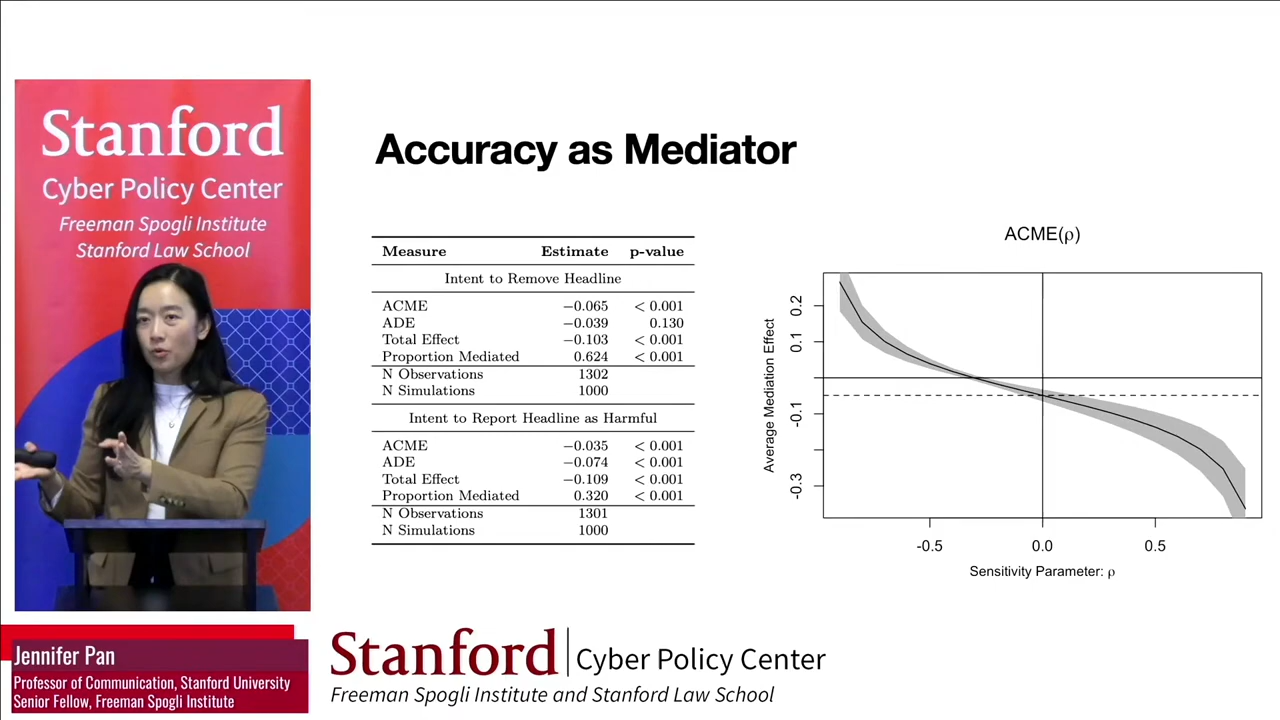 Stanford
Cyber Policy Center
Freeman Spogli Institute
Stanford Law School
Accuracy as Mediator
Measure Estimate p-value
Intent to Remove Headline
ACME −0.065 < 0.001
ADE −0.039 0.130
Total Effect −0.103 < 0.001
Proportion Mediated 0.624 < 0.001
N Observations 1302
N Simulations 1000
Intent to Report Headline as Harmful
ACME −0.035 < 0.001
ADE −0.074 < 0.001
Total Effect −0.109 < 0.001
Proportion Mediated 0.320 < 0.001
N Observations 1301
N Simulations 1000
ACME(ρ)
Average Mediation Effect
0.2
0.1
-0.1
-0.3
-0.5 0.0 0.5
Sensitivity Parameter: ρ
Jennifer Pan
Professor of Communication, Stanford University
Senior Fellow, Freeman Spogli Institute
Stanford | Cyber Policy Center
Freeman Spogli Institute and Stanford Law School